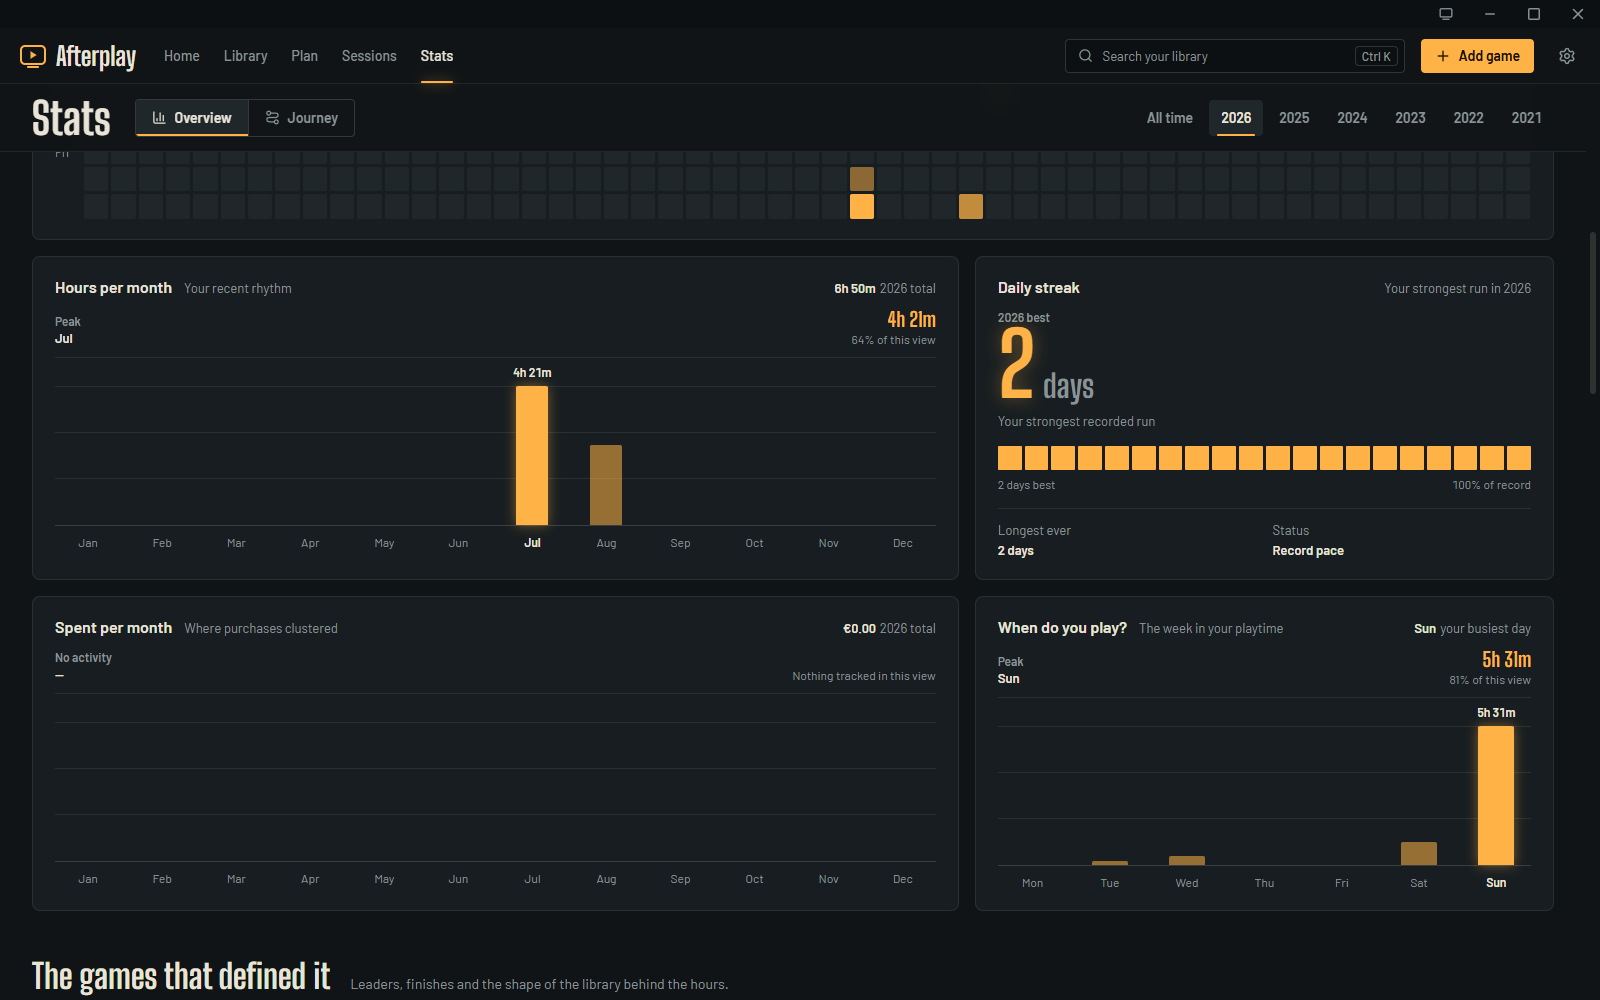 Afterplay Home Library Plan Sessions Stats Search your library Ctrl K + Add game
Stats Overview Journey All time 2026 2025 2024 2023 2022 2021
Fri
Hours per month Your recent rhythm 6h 50m 2026 total
Peak
Jul
4h 21m
64% of this view
4h 21m
Jan Feb Mar Apr May Jun Jul Aug Sep Oct Nov Dec
Daily streak Your strongest run in 2026
2026 best
2 days
Your strongest recorded run
2 days best 100% of record
Longest ever Status
2 days Record pace
Spent per month Where purchases clustered €0.00 2026 total
No activity
—
Nothing tracked in this view
Jan Feb Mar Apr May Jun Jul Aug Sep Oct Nov Dec
When do you play? The week in your playtime Sun your busiest day
Peak
Sun
5h 31m
81% of this view
5h 31m
Mon Tue Wed Thu Fri Sat Sun
The games that defined it Leaders, finishes and the shape of the library behind the hours.